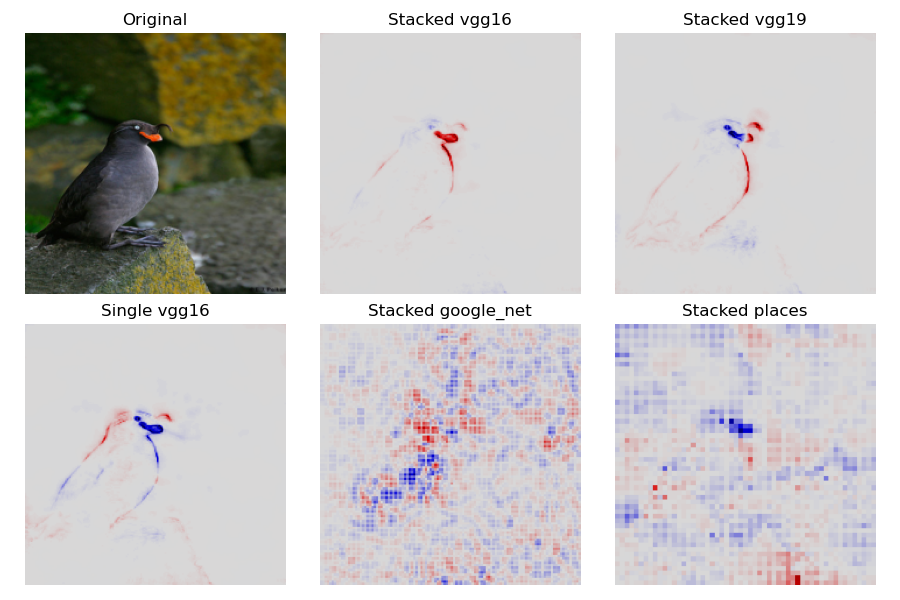 Original
Stacked vgg16
Stacked vgg19
Single vgg16
Stacked google_net
Stacked places